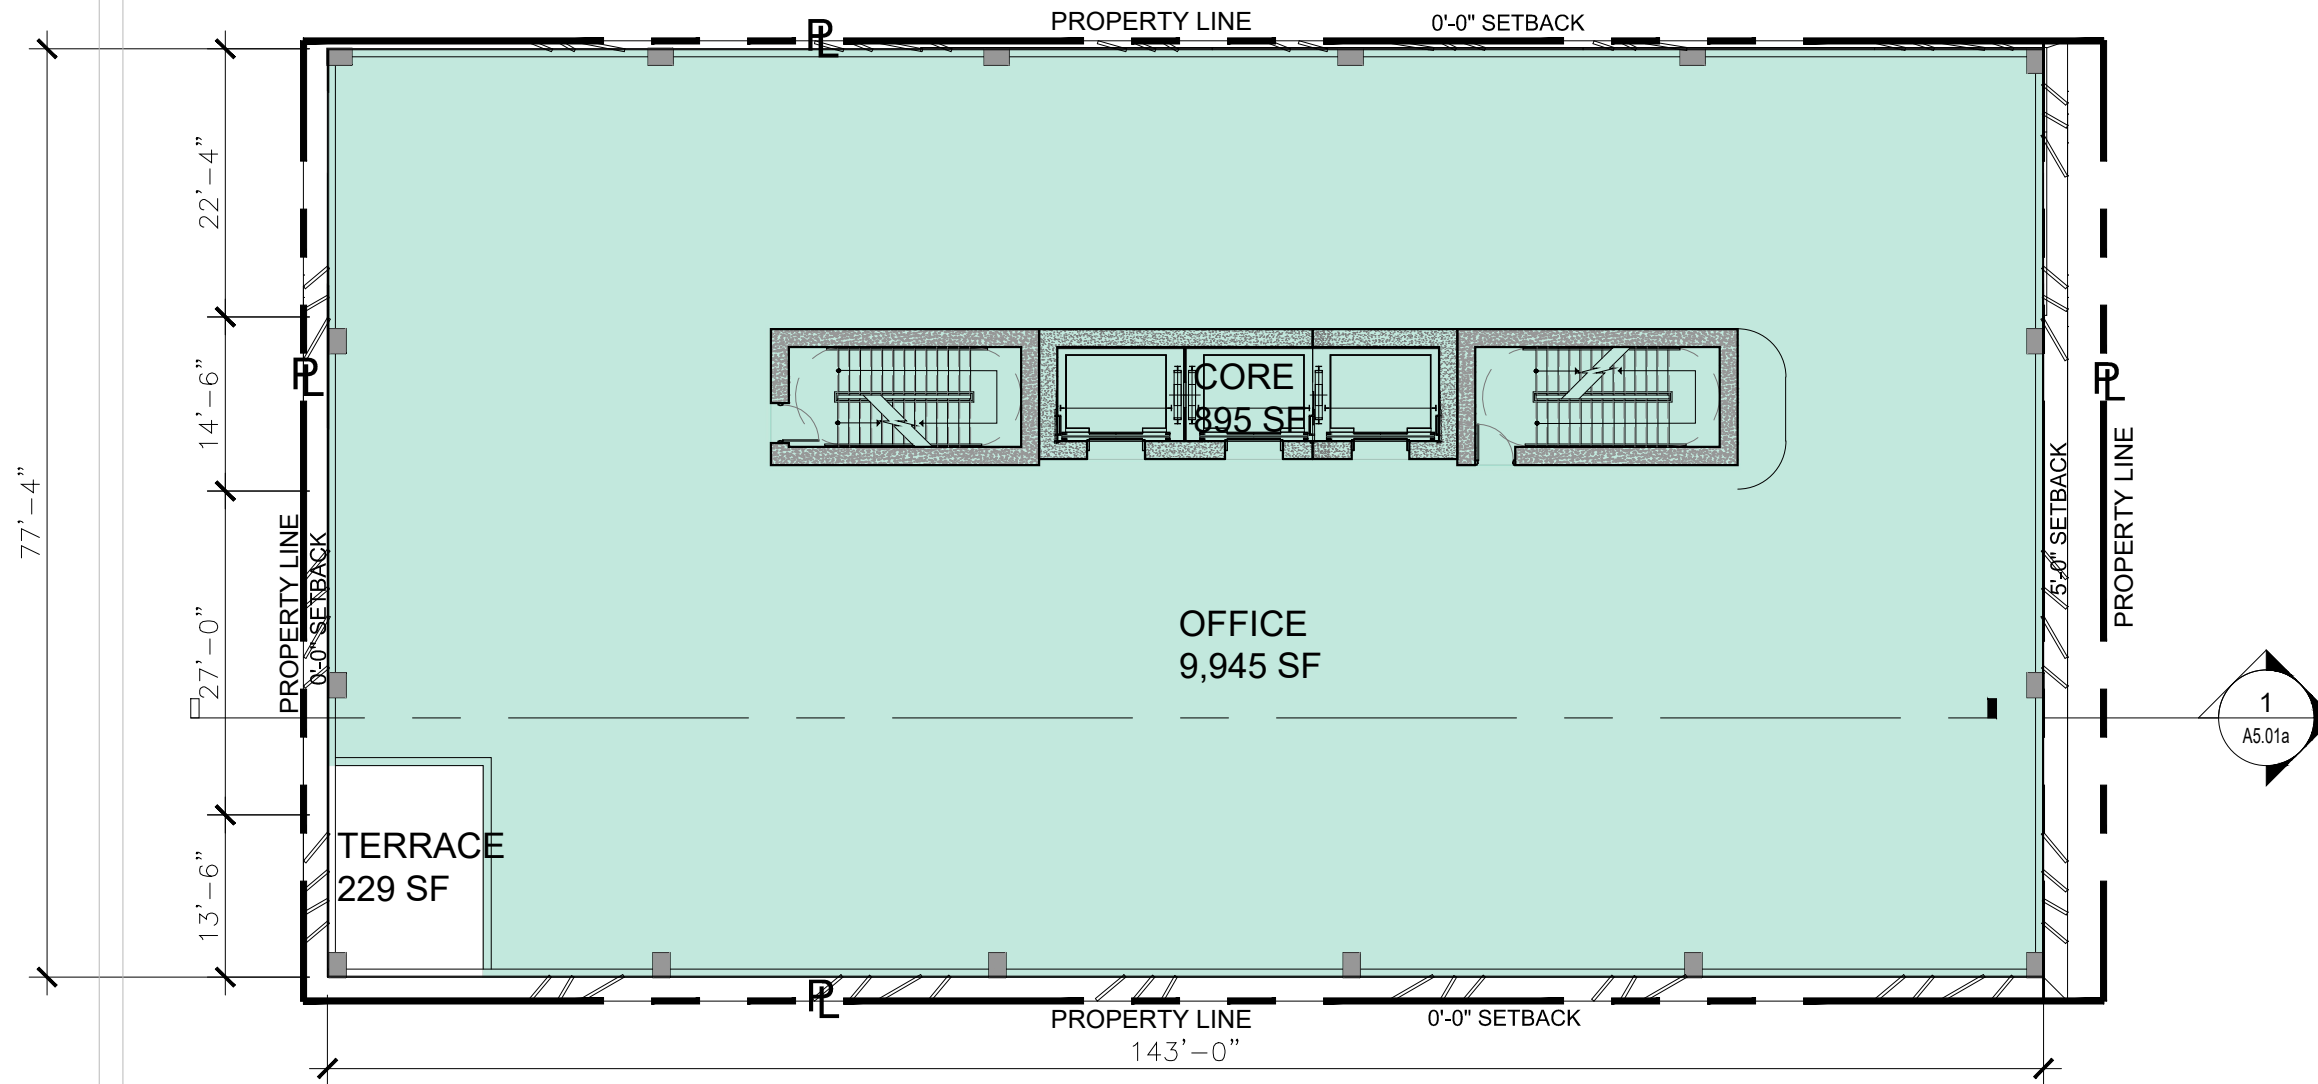 PROPERTY LINE
0'-0" SETBACK
PL
22'-4"
14'-6"
77'-4"
27'-0"
13'-6"
PL
PROPERTY LINE
0'-0" SETBACK
CORE
895 SF
OFFICE
9,945 SF
TERRACE
229 SF
PL
5'-0" SETBACK
PROPERTY LINE
1
A5.01a
PL
PROPERTY LINE
0'-0" SETBACK
143'-0"